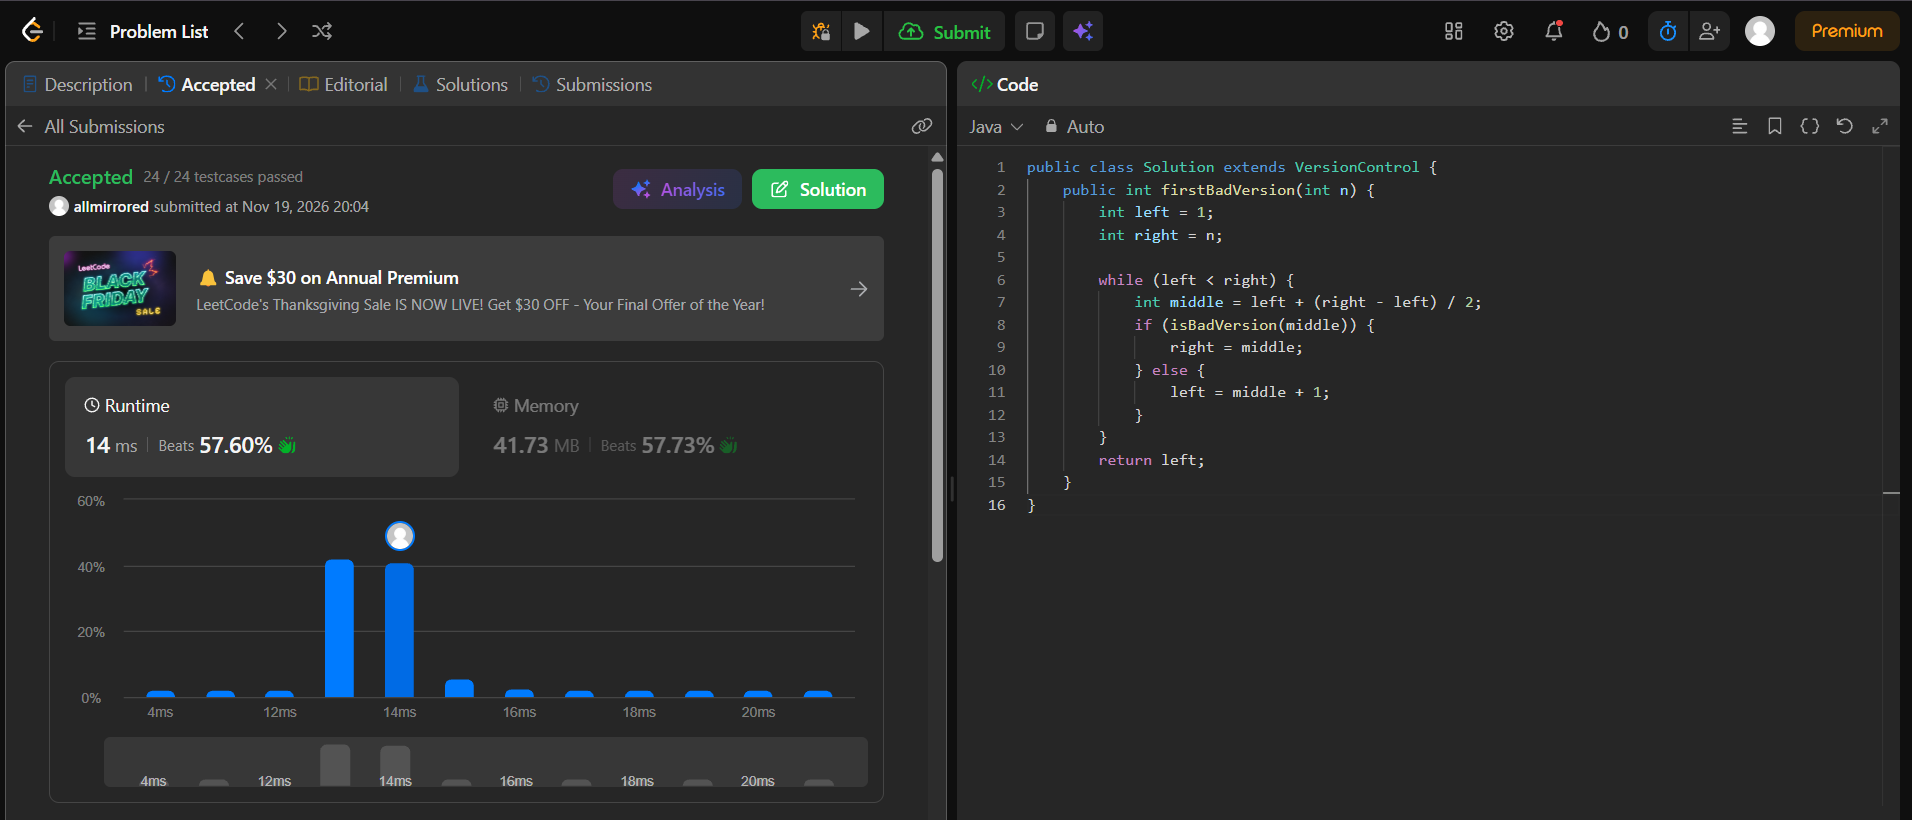 Problem List
Submit
0
Premium
Description
Accepted
Editorial
Solutions
Submissions
All Submissions
Accepted 24 / 24 testcases passed
allmirrored submitted at Nov 19, 2026 20:04
Analysis
Solution
LeetCode
BLACK
FRIDAY
SALE
Save $30 on Annual Premium
LeetCode's Thanksgiving Sale IS NOW LIVE! Get $30 OFF - Your Final Offer of the Year!
Runtime
14 ms | Beats 57.60%
Memory
41.73 MB | Beats 57.73%
60%
40%
20%
0%
4ms 12ms 14ms 16ms 18ms 20ms
4ms 12ms 14ms 16ms 18ms 20ms
</> Code
Java Auto
1 public class Solution extends VersionControl {
2     public int firstBadVersion(int n) {
3         int left = 1;
4         int right = n;
5
6         while (left < right) {
7             int middle = left + (right - left) / 2;
8             if (isBadVersion(middle)) {
9                 right = middle;
10             } else {
11                 left = middle + 1;
12             }
13         }
14         return left;
15     }
16 }